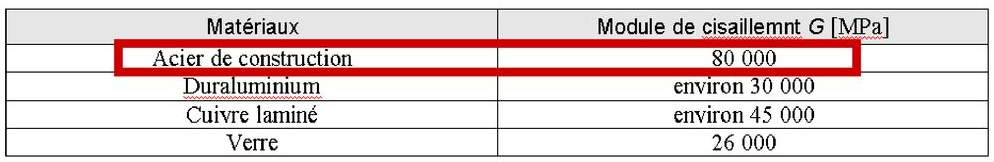 Matériaux Module de cisaillemnt G [MPa]
Acier de construction 80 000
Duraluminium environ 30 000
Cuivre laminé environ 45 000
Verre 26 000